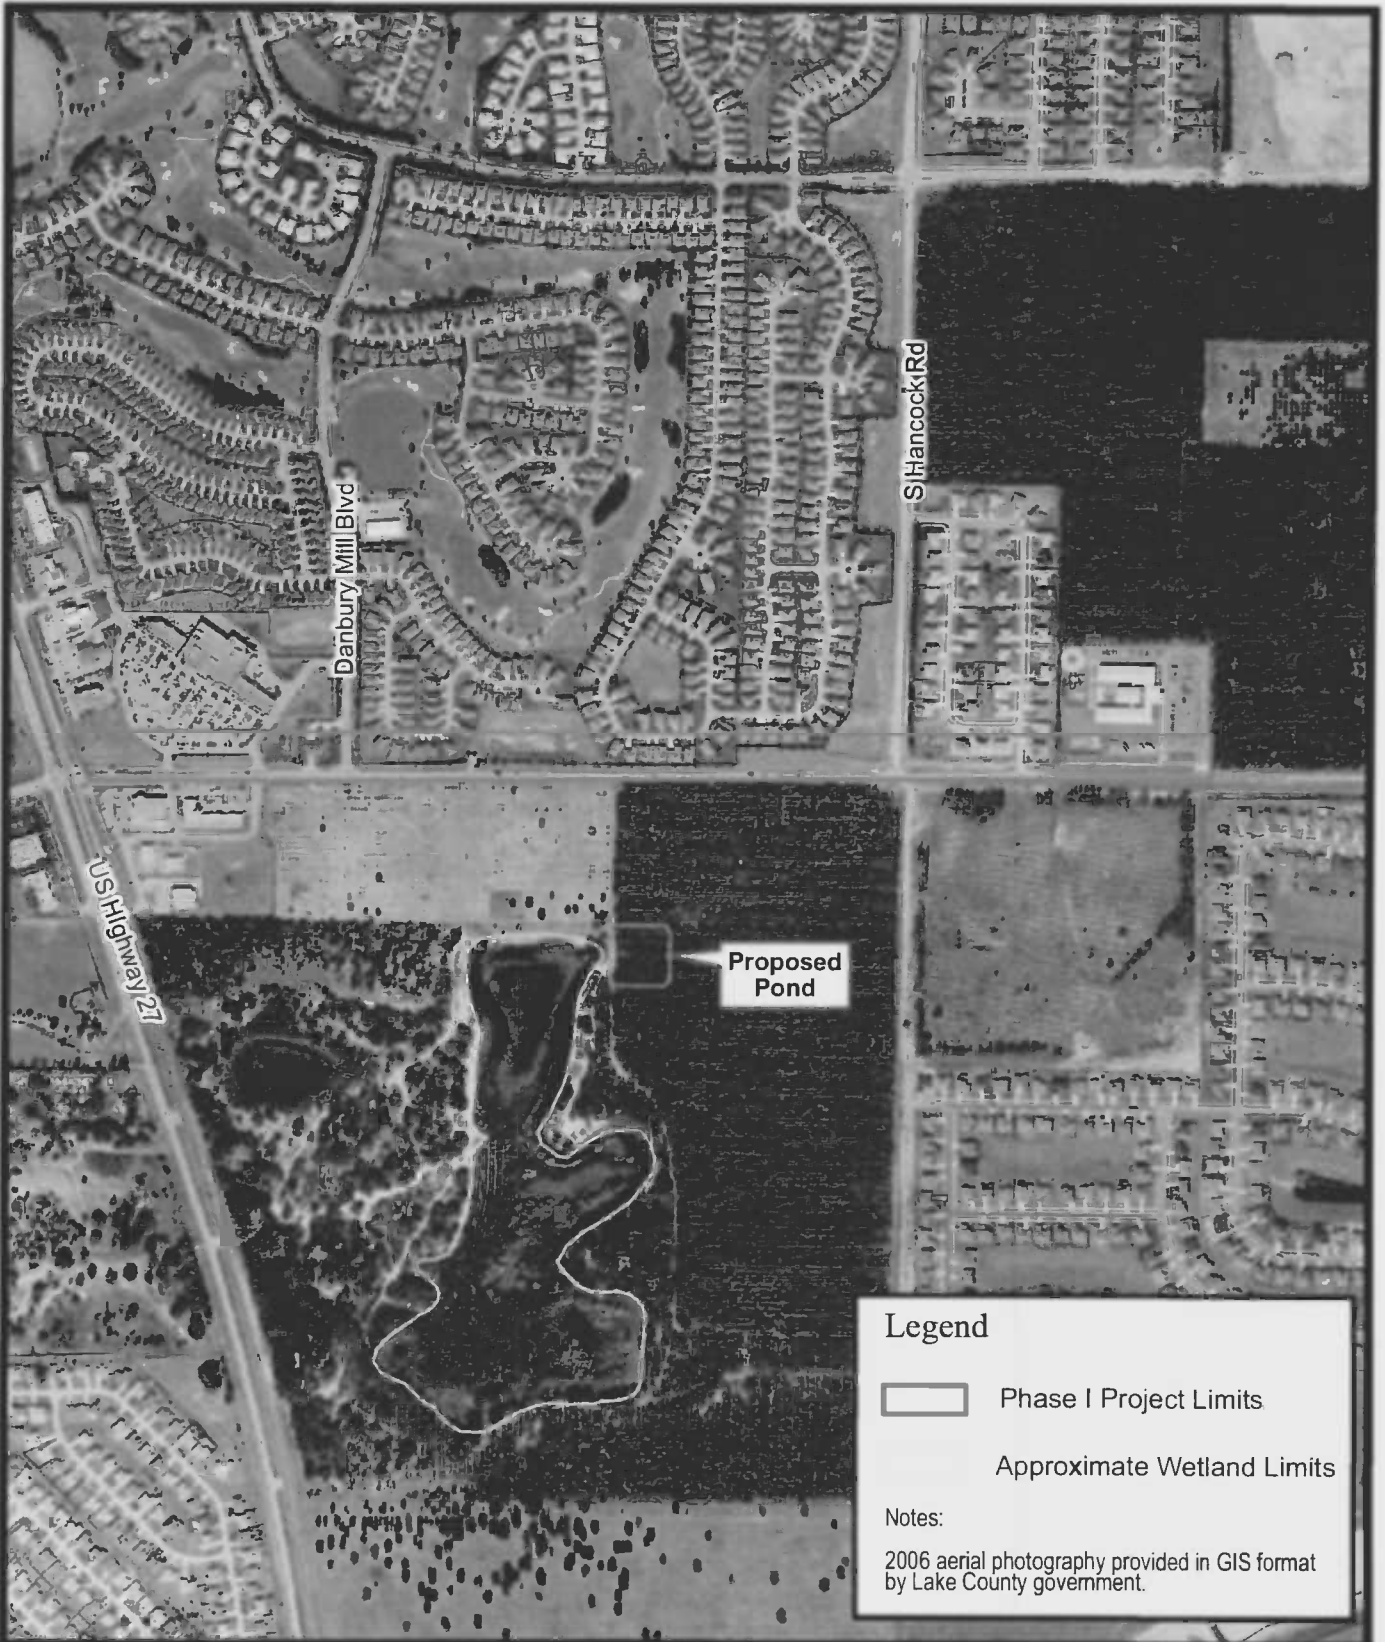 S Hancock Rd
Danbury Mill Blvd
US HIghway 27
Proposed
Pond
Legend
Phase I Project Limits
Approximate Wetland Limits
Notes:
2006 aerial photography provided in GIS format
by Lake County government.